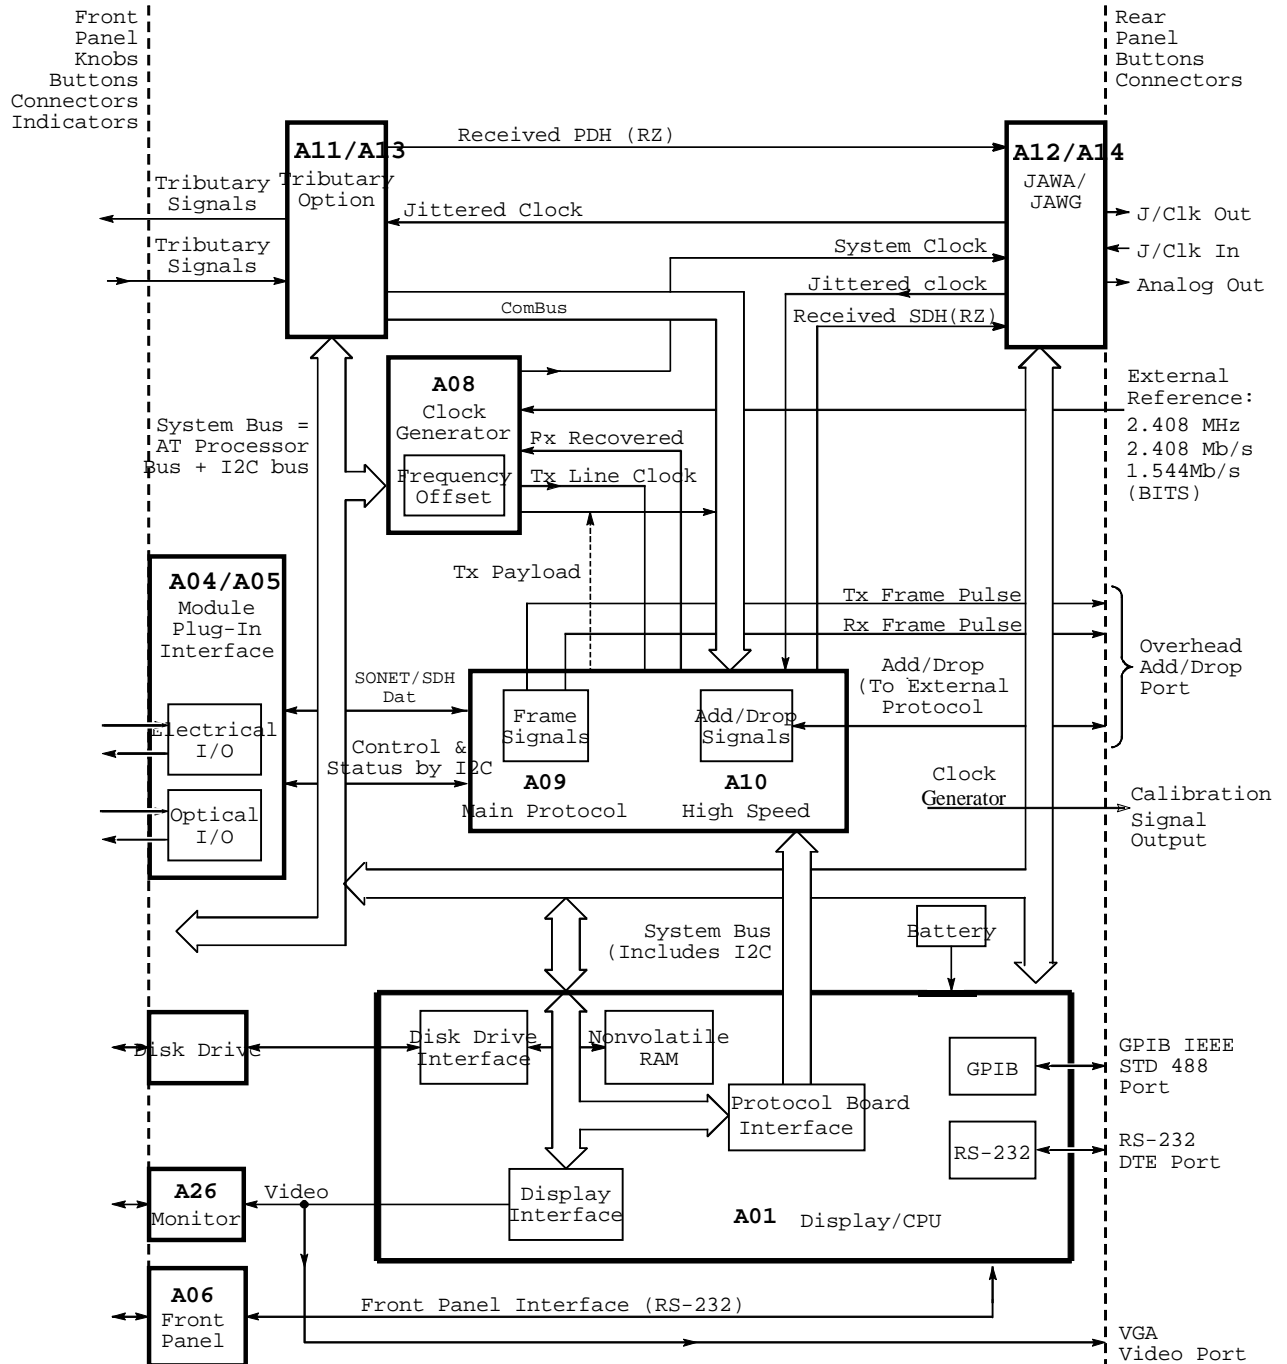 Front
Panel
Knobs
Buttons
Connectors
Indicators
Rear
Panel
Buttons
Connectors
A11/A13
Tributary
Option
Received PDH (RZ)
A12/A14
JAWA/
JAWG
Tributary
Signals
Jittered Clock
J/Clk Out
Tributary
Signals
System Clock
J/Clk In
Jittered clock
Analog Out
ComBus
Received SDH(RZ)
A08
Clock
Generator
Frequency
Offset
External
Reference:
2.408 MHz
2.408 Mb/s
1.544Mb/s
(BITS)
System Bus =
AT Processor
Bus + I2C bus
Rx Recovered
Tx Line Clock
Tx Payload
A04/A05
Module
Plug-In
Interface
Electrical
I/O
Optical
I/O
Tx Frame Pulse
Rx Frame Pulse
Overhead
Add/Drop
Port
SONET/SDH
Dat
Add/Drop
(To External
Protocol
Frame
Signals
Add/Drop
Signals
Control &
Status by I2C
A09
Main Protocol
A10
High Speed
Clock
Generator
Calibration
Signal
Output
System Bus
(Includes I2C
Battery
Disk Drive
Disk Drive
Interface
Nonvolatile
RAM
GPIB
GPIB IEEE
STD 488
Port
Protocol Board
Interface
RS-232
RS-232
DTE Port
A26
Monitor
Video
Display
Interface
A01 Display/CPU
A06
Front
Panel
Front Panel Interface (RS-232)
VGA
Video Port